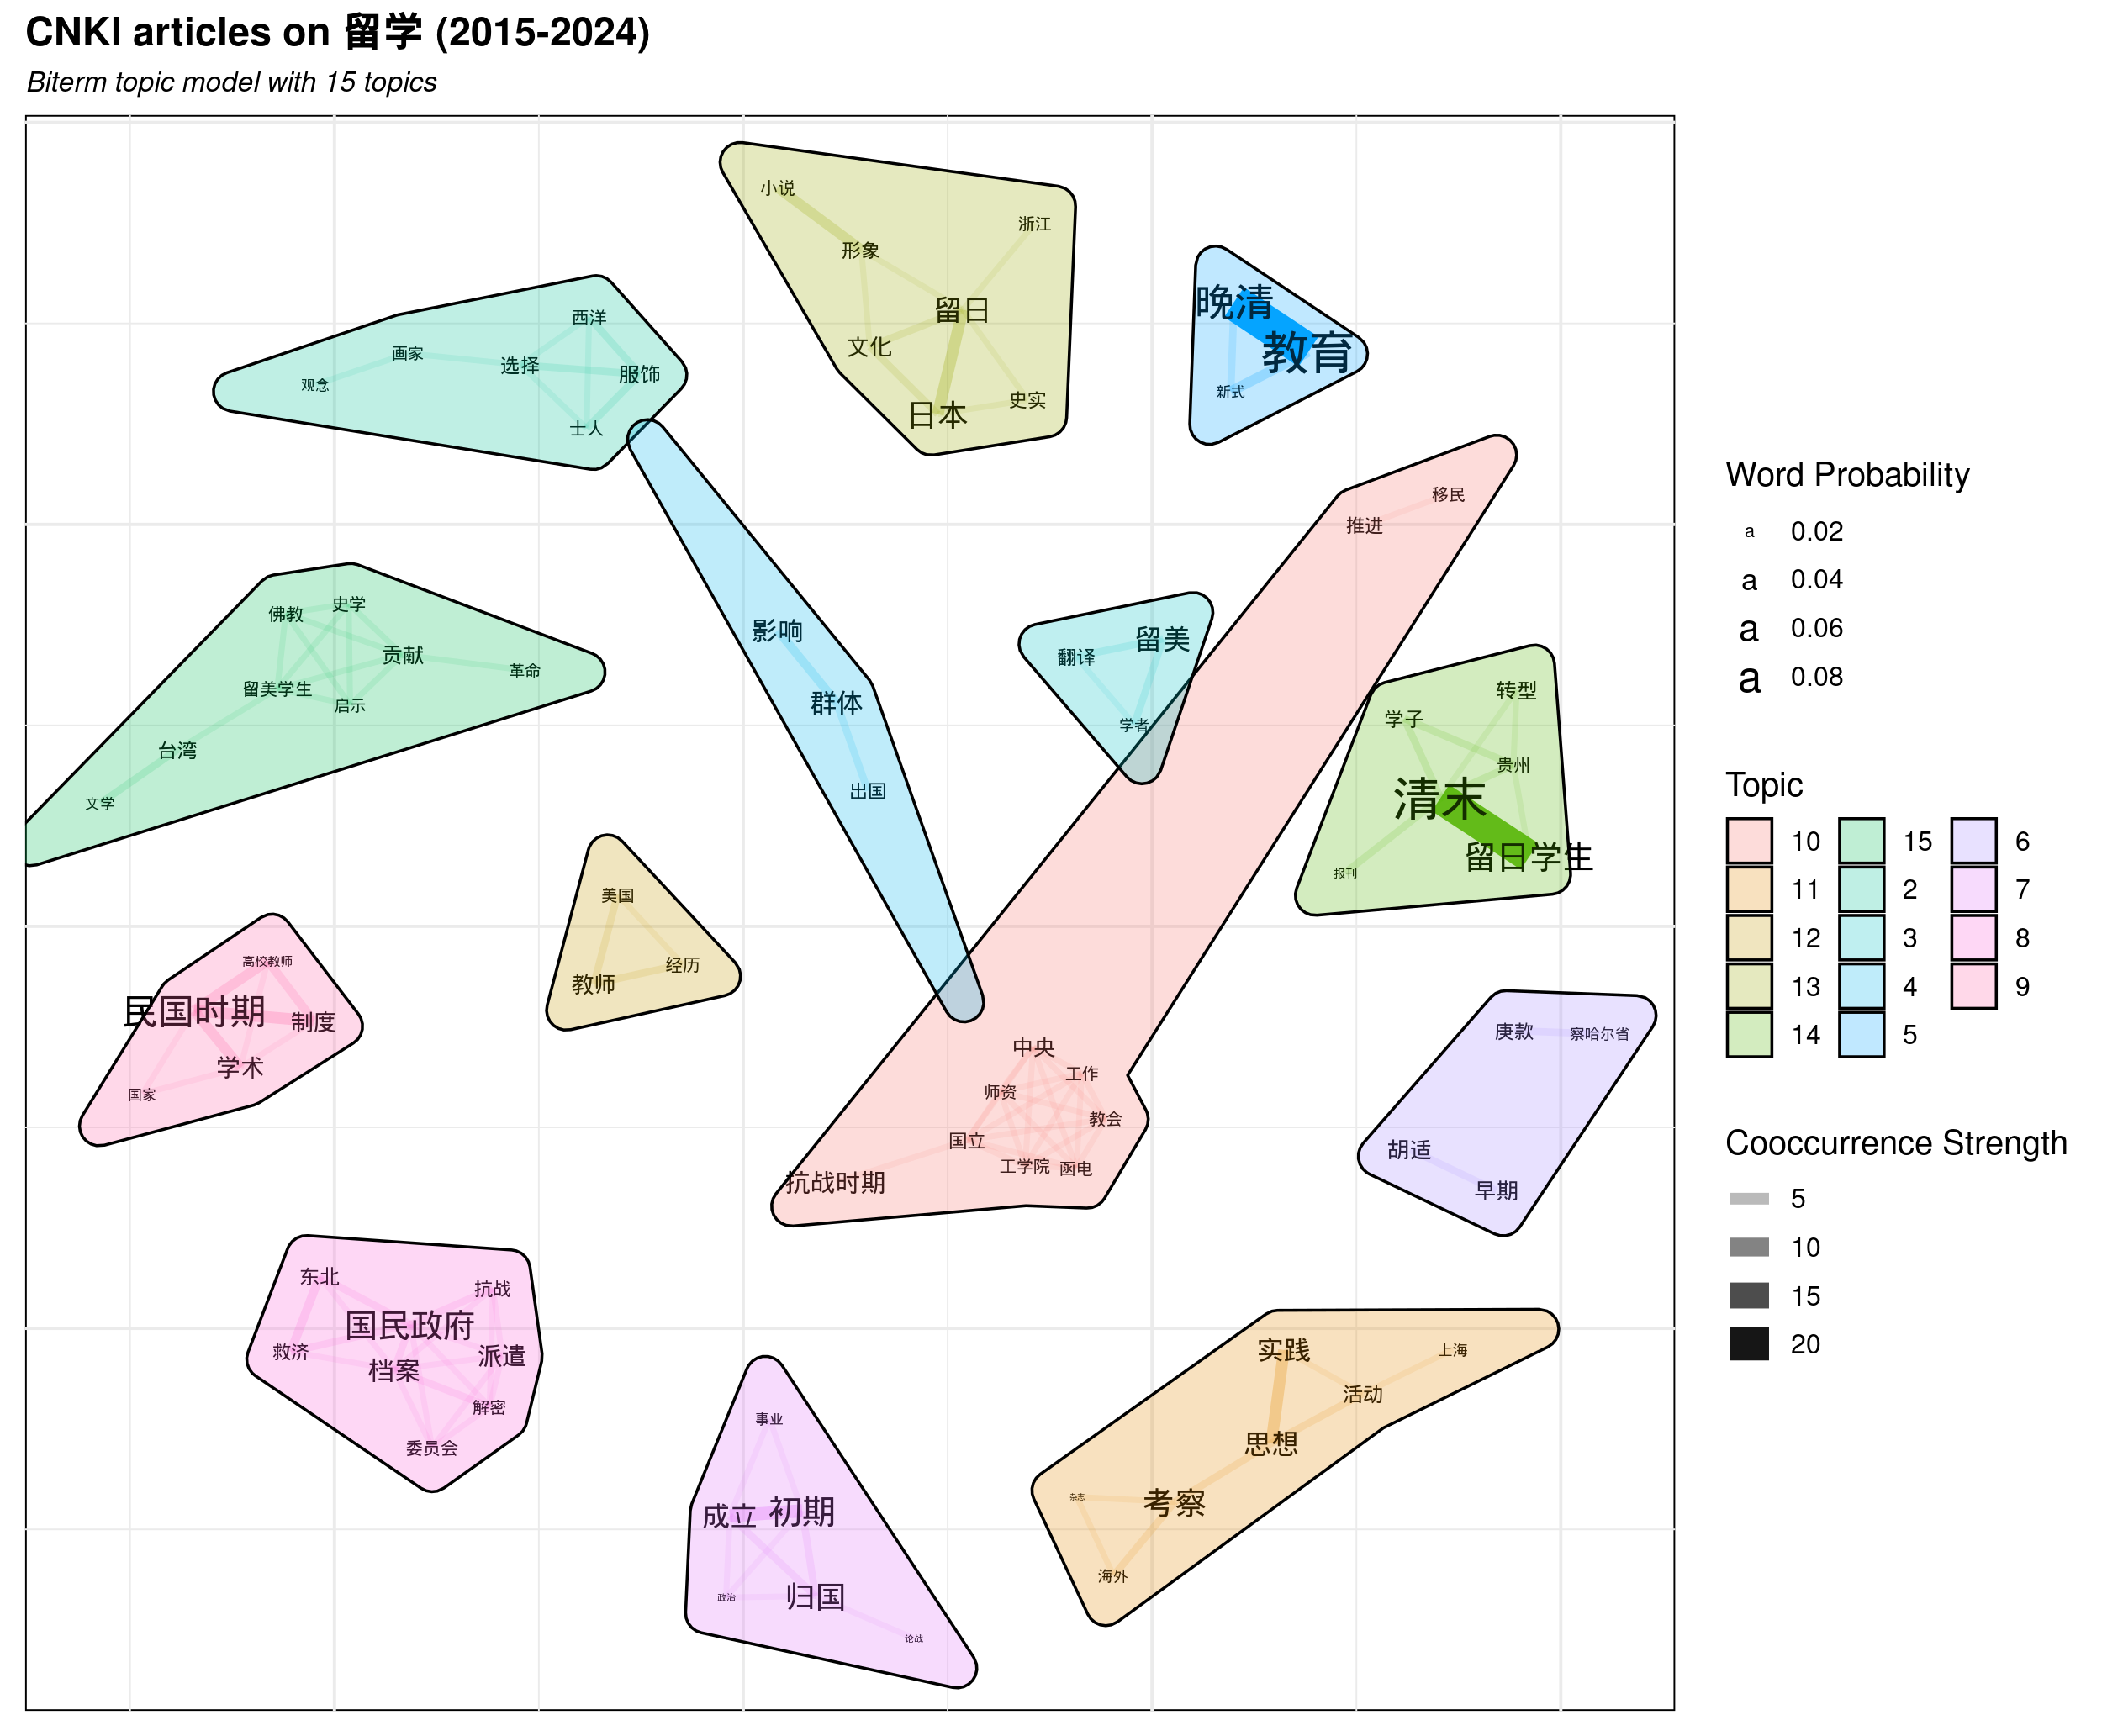 CNKI articles on 留学 (2015-2024)
Biterm topic model with 15 topics
小说
浙江
形象
留日
文化
日本
史实
晚清
教育
新式
西洋
画家
选择
服饰
观念
士人
移民
推进
影响
群体
出国
留美
翻译
学者
佛教
史学
贡献
革命
留美学生
启示
台湾
文学
转型
学子
贵州
清末
留日学生
报刊
美国
经历
教师
高校教师
民国时期
制度
学术
国家
中央
工作
师资
教会
国立
工学院
函电
抗战时期
庚款
察哈尔省
胡适
早期
东北
抗战
国民政府
救济
档案
派遣
解密
委员会
事业
成立
初期
政治
归国
论战
实践
上海
活动
思想
杂志
考察
海外
Word Probability
a 0.02
a 0.04
a 0.06
a 0.08
Topic
10 15 6
11 2 7
12 3 8
13 4 9
14 5
Cooccurrence Strength
5
10
15
20